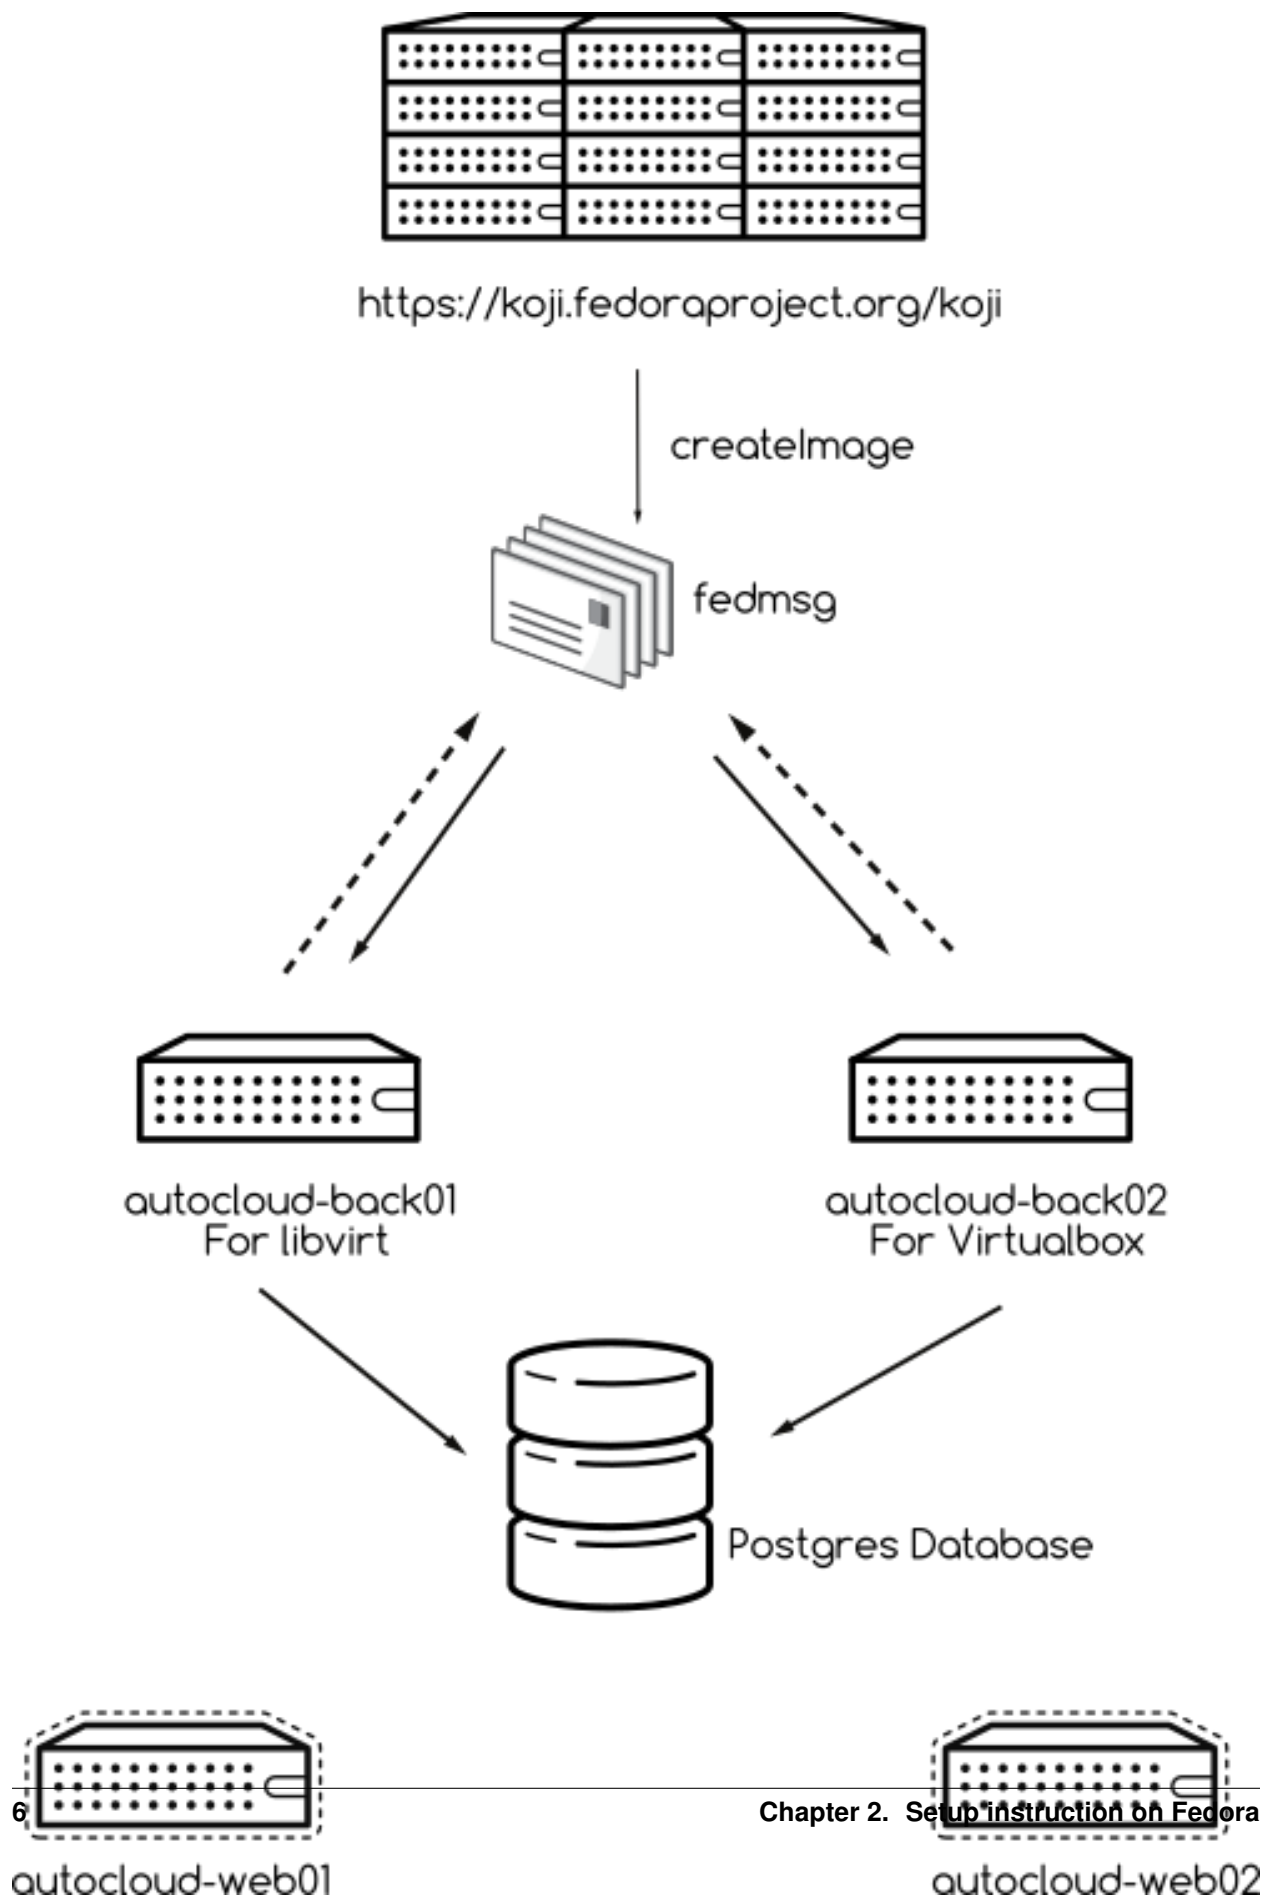 https://koji.fedoraproject.org/koji
createImage
fedmsg
autocloud-back01
For libvirt
autocloud-back02
For Virtualbox
Postgres Database
6
Chapter 2. Setup instruction on Fedora
autocloud-web01
autocloud-web02